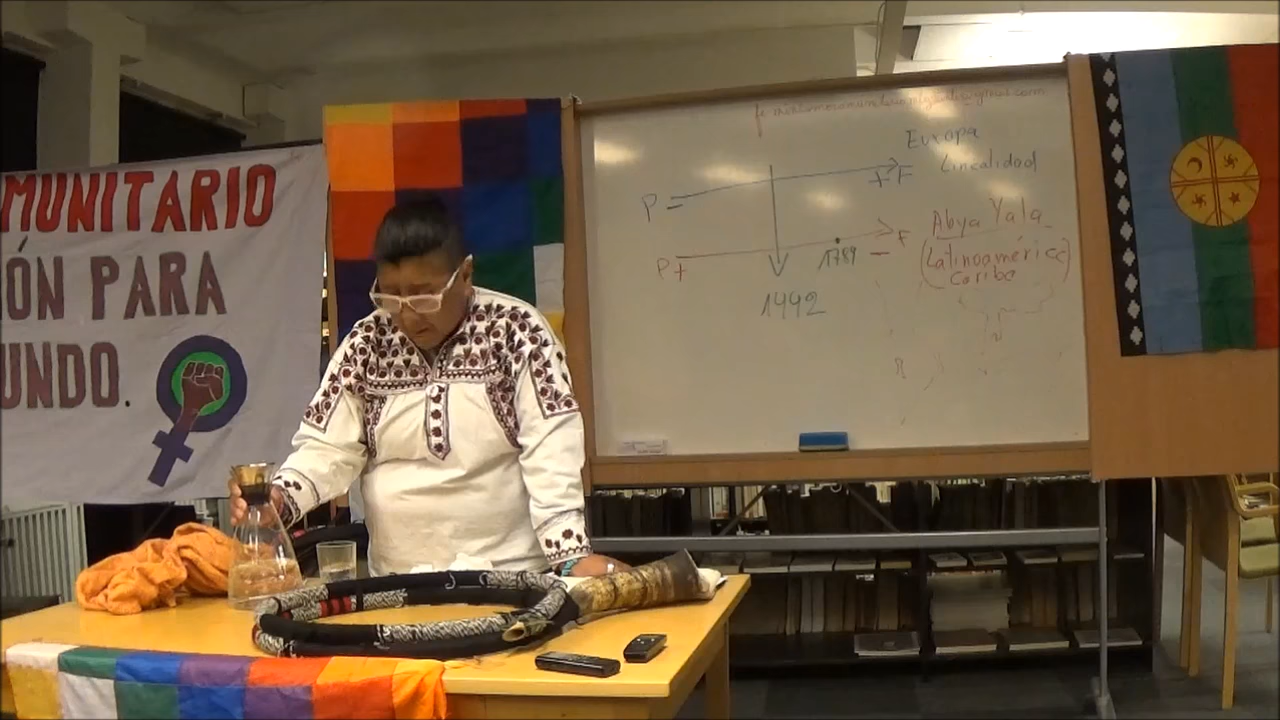 MUNITARIO
ÓN PARA
UNDO.
Europa
Linealidad
P
=
+F
Abya Yala
(Latinoamérica
Caribe
P+
1789
F
-
1492